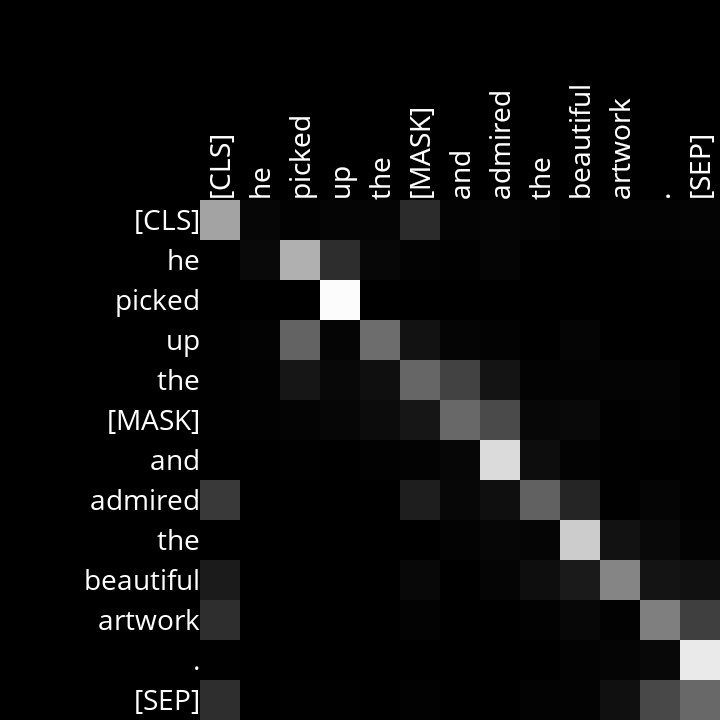 [CLS] he picked up the [MASK] and admired the beautiful artwork . [SEP]
[CLS]
he
picked
up
the
[MASK]
and
admired
the
beautiful
artwork
.
[SEP]